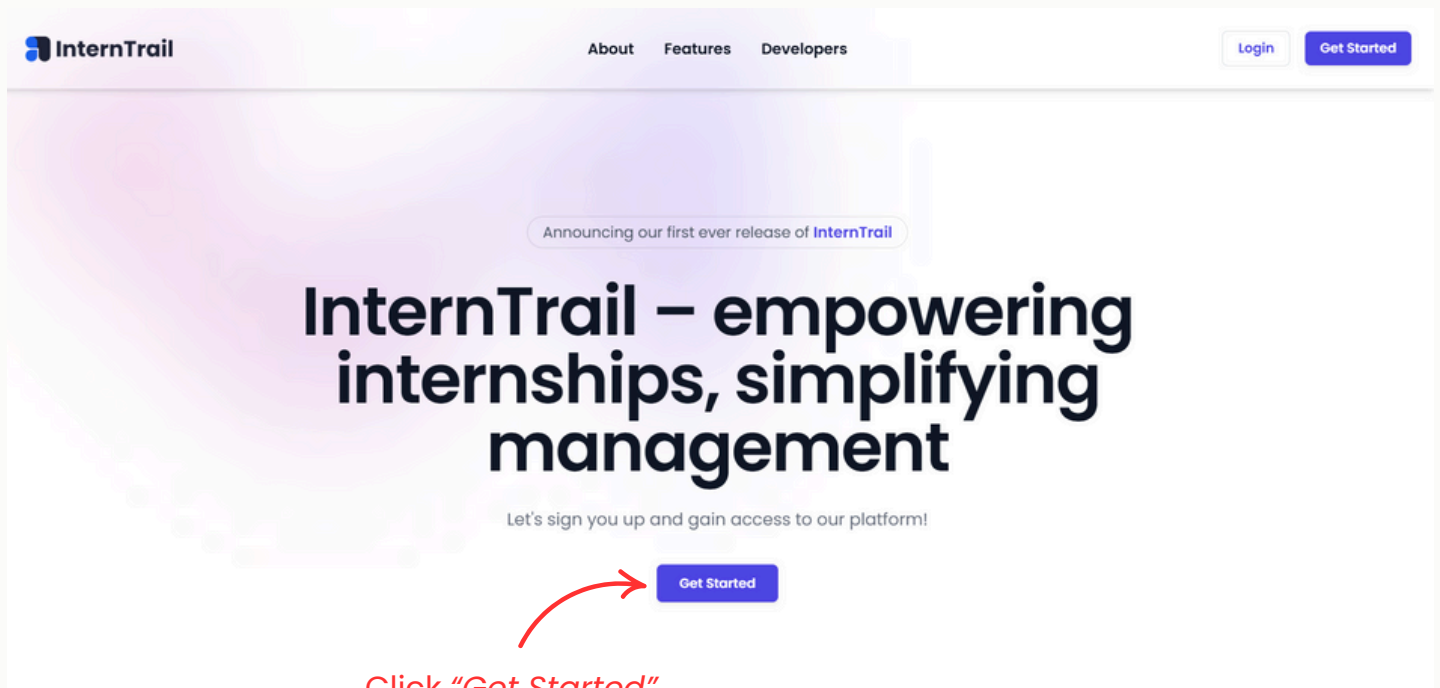 InternTrail
About Features Developers
Login Get Started
Announcing our first ever release of InternTrail
InternTrail – empowering
internships, simplifying
management
Let's sign you up and gain access to our platform!
Get Started
Click “Get Started”